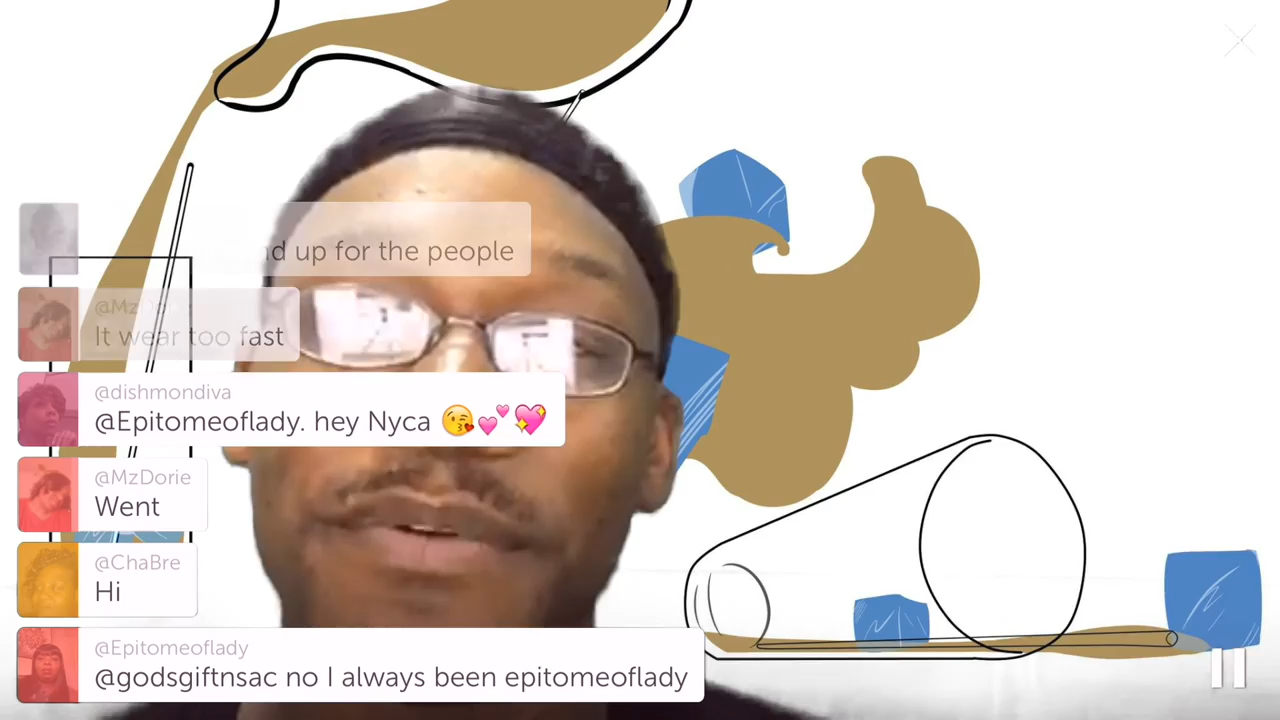 up for the people
It wear too fast
@dishmondiva
@Epitomeoflady. hey Nyca 😘💕💖
@MzDorie
Went
@ChaBre
Hi
@Epitomeoflady
@godsgiftnsac no I always been epitomeoflady